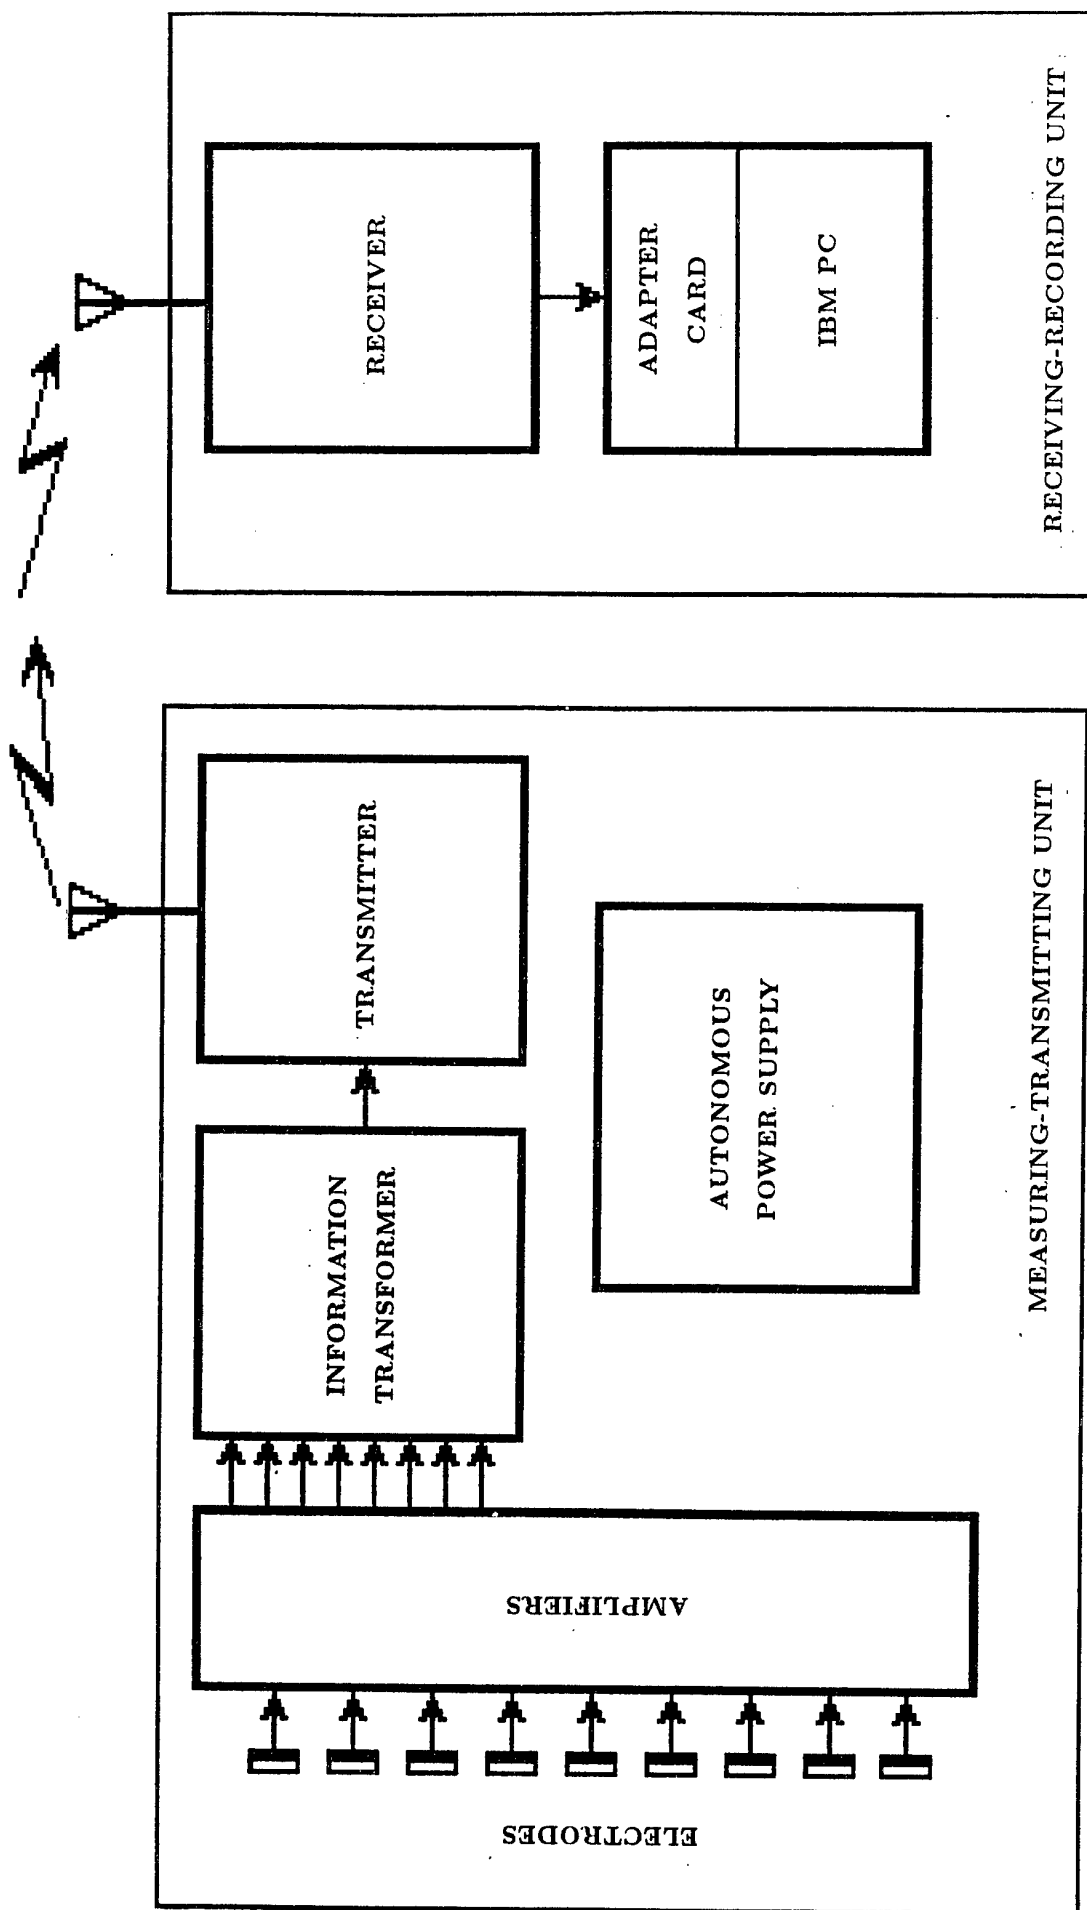 ELECTRODES
AMPLIFIERS
INFORMATION
TRANSFORMER
TRANSMITTER
AUTONOMOUS
POWER SUPPLY
MEASURING-TRANSMITTING UNIT
RECEIVER
ADAPTER
CARD
IBM PC
RECEIVING-RECORDING UNIT